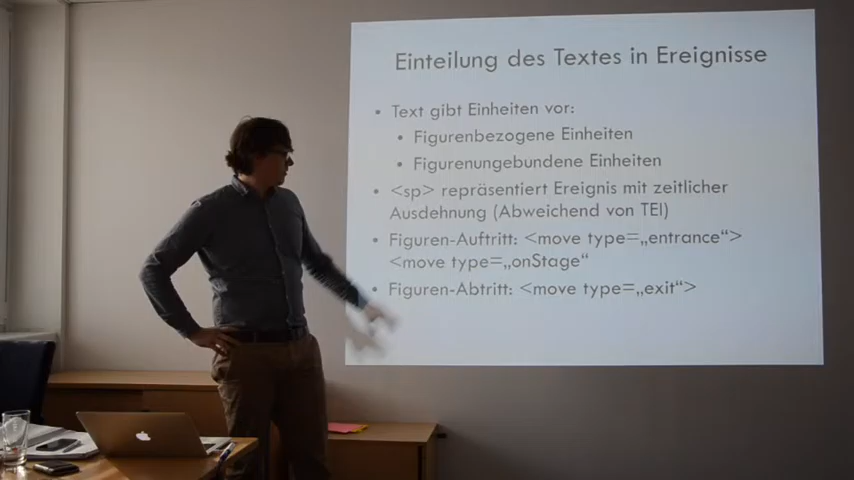 Einteilung des Textes in Ereignisse
• Text gibt Einheiten vor:
• Figurenbezogene Einheiten
• Figurenungebundene Einheiten
• <sp> repräsentiert Ereignis mit zeitlicher
Ausdehnung (Abweichend von TEI)
• Figuren-Auftritt: <move type=„entrance“>
<move type=„onStage“
• Figuren-Abtritt: <move type=„exit“>